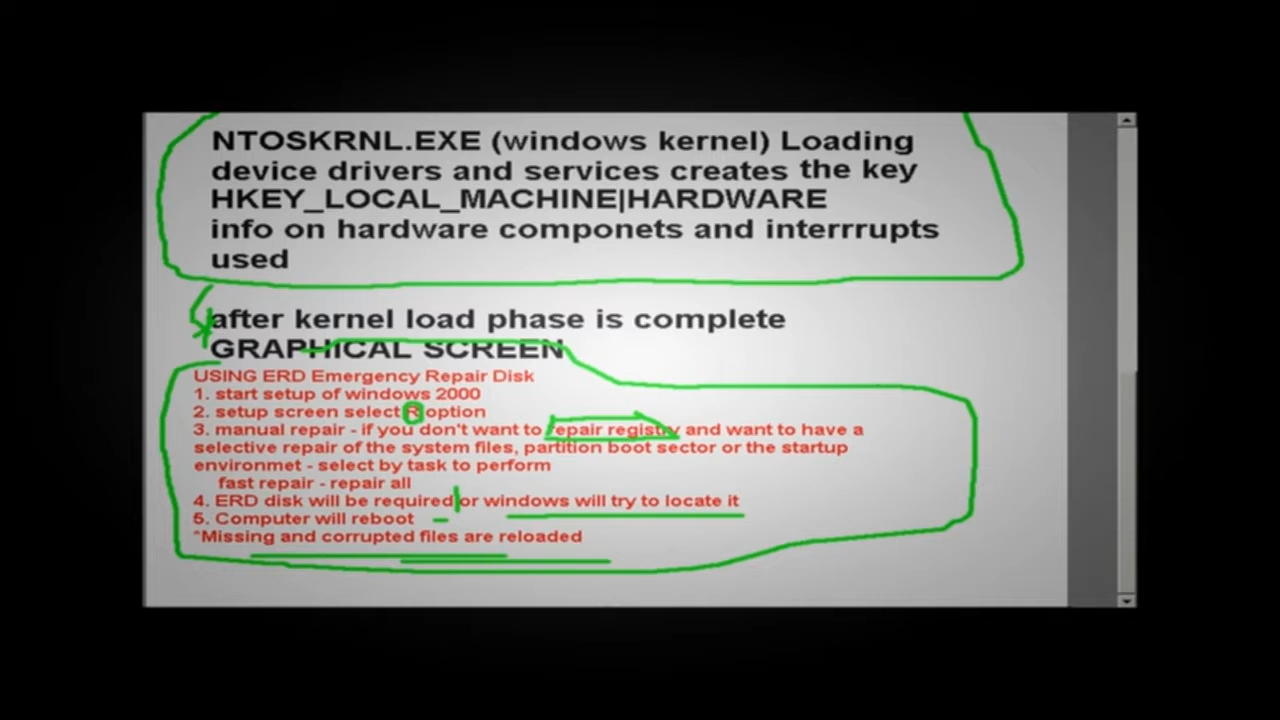 NTOSKRNL.EXE (windows kernel) Loading
device drivers and services creates the key
HKEY_LOCAL_MACHINE|HARDWARE
info on hardware componets and interrrupts
used
after kernel load phase is complete
GRAPHICAL SCREEN
USING ERD Emergency Repair Disk
1. start setup of windows 2000
2. setup screen select R option
3. manual repair - if you don't want to repair registry and want to have a
selective repair of the system files, partition boot sector or the startup
environmet - select by task to perform
fast repair - repair all
4. ERD disk will be required or windows will try to locate it
5. Computer will reboot
*Missing and corrupted files are reloaded